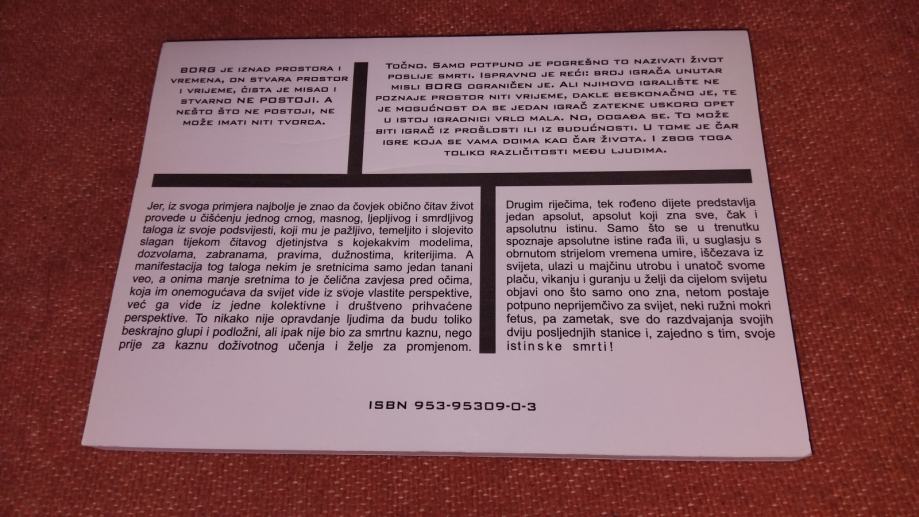 BORG JE IZNAD PROSTORA I
VREMENA, ON STVARA PROSTOR
I VRIJEME, ČISTA JE MISAO I
STVARNO NE POSTOJI. A
NEŠTO ŠTO NE POSTOJI, NE
MOŽE IMATI NITI TVORCA.
TOČNO. SAMO POTPUNO JE POGREŠNO TO NAZIVATI ŽIVOT
POSLIJE SMRTI. ISPRAVNO JE REĆI: BROJ IGRAČA UNUTAR
MISLI BORG OGRANIČEN JE. ALI NJIHOVO IGRALIŠTE NE
POZNAJE PROSTOR NITI VRIJEME, DAKLE BESKONAČNO JE, TE
JE MOGUĆNOST DA SE JEDAN IGRAČ ZATEKNE USKORO OPET
U ISTOJ IGRAONICI VRLO MALA. NO, DOGAĐA SE. TO MOŽE
BITI IGRAČ IZ PROŠLOSTI ILI IZ BUDUĆNOSTI. U TOME JE ČAR
IGRE KOJA SE VAMA DOIMA KAO ČAR ŽIVOTA. I ZBOG TOGA
TOLIKO RAZLIČITOSTI MEĐU LJUDIMA.
Jer, iz svoga primjera najbolje je znao da čovjek obično čitav život
provede u čišćenju jednog crnog, masnog, ljepljivog i smrdljivog
taloga iz svoje podsvijesti, koji mu je pažljivo, temeljito i slojevito
slagan tijekom čitavog djetinjstva s kojekakvim modelima,
dozvolama, zabranama, pravima, dužnostima, kriterijima. A
manifestacija tog taloga nekim je sretnicima samo jedan tanani
veo, a onima manje sretnima to je čelična zavjesa pred očima,
koja im onemogućava da svijet vide iz svoje vlastite perspektive,
već ga vide iz jedne kolektivne i društveno prihvaćene
perspektive. To nikako nije opravdanje ljudima da budu toliko
beskrajno glupi i podložni, ali ipak nije bio za smrtnu kaznu, nego
prije za kaznu doživotnog učenja i želje za promjenom.
Drugim riječima, tek rođeno dijete predstavlja
jedan apsolut, apsolut koji zna sve, čak i
apsolutnu istinu. Samo što se u trenutku
spoznaje apsolutne istine rađa ili, u suglasju s
obrnutom strijelom vremena umire, iščezava iz
svijeta, ulazi u majčinu utrobu i unatoč svome
plaču, vikanju i guranju u želji da cijelom svijetu
objavi ono što samo ono zna, netom postaje
potpuno neprijemčivo za svijet, neki ružni mokri
fetus, pa zametak, sve do razdvajanja svojih
dviju posljednjih stanice i, zajedno s tim, svoje
istinske smrti!
ISBN 953-95309-0-3